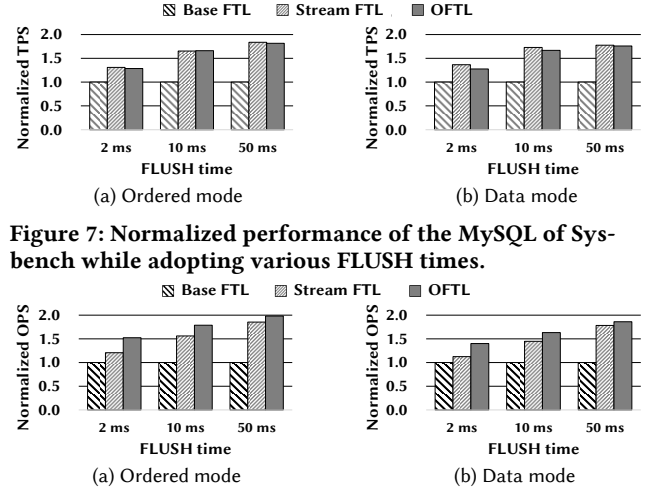 Base FTL Stream FTL OFTL
Normalized TPS
2.0
1.5
1.0
0.5
0.0
2 ms 10 ms 50 ms
FLUSH time
(a) Ordered mode
Normalized TPS
2.0
1.5
1.0
0.5
0.0
2 ms 10 ms 50 ms
FLUSH time
(b) Data mode
Figure 7: Normalized performance of the MySQL of Sys-
bench while adopting various FLUSH times.
Base FTL Stream FTL OFTL
Normalized OPS
2.0
1.5
1.0
0.5
0.0
2 ms 10 ms 50 ms
FLUSH time
(a) Ordered mode
Normalized OPS
2.0
1.5
1.0
0.5
0.0
2 ms 10 ms 50 ms
FLUSH time
(b) Data mode